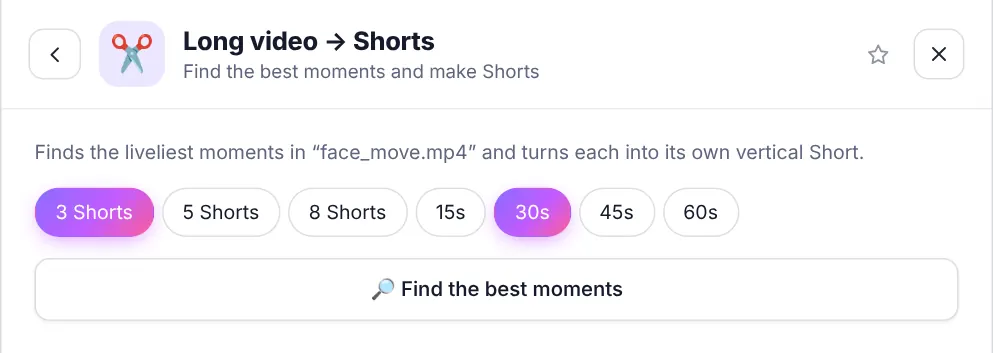 Long video → Shorts
Find the best moments and make Shorts
Finds the liveliest moments in “face_move.mp4” and turns each into its own vertical Short.
3 Shorts 5 Shorts 8 Shorts 15s 30s 45s 60s
🔎 Find the best moments